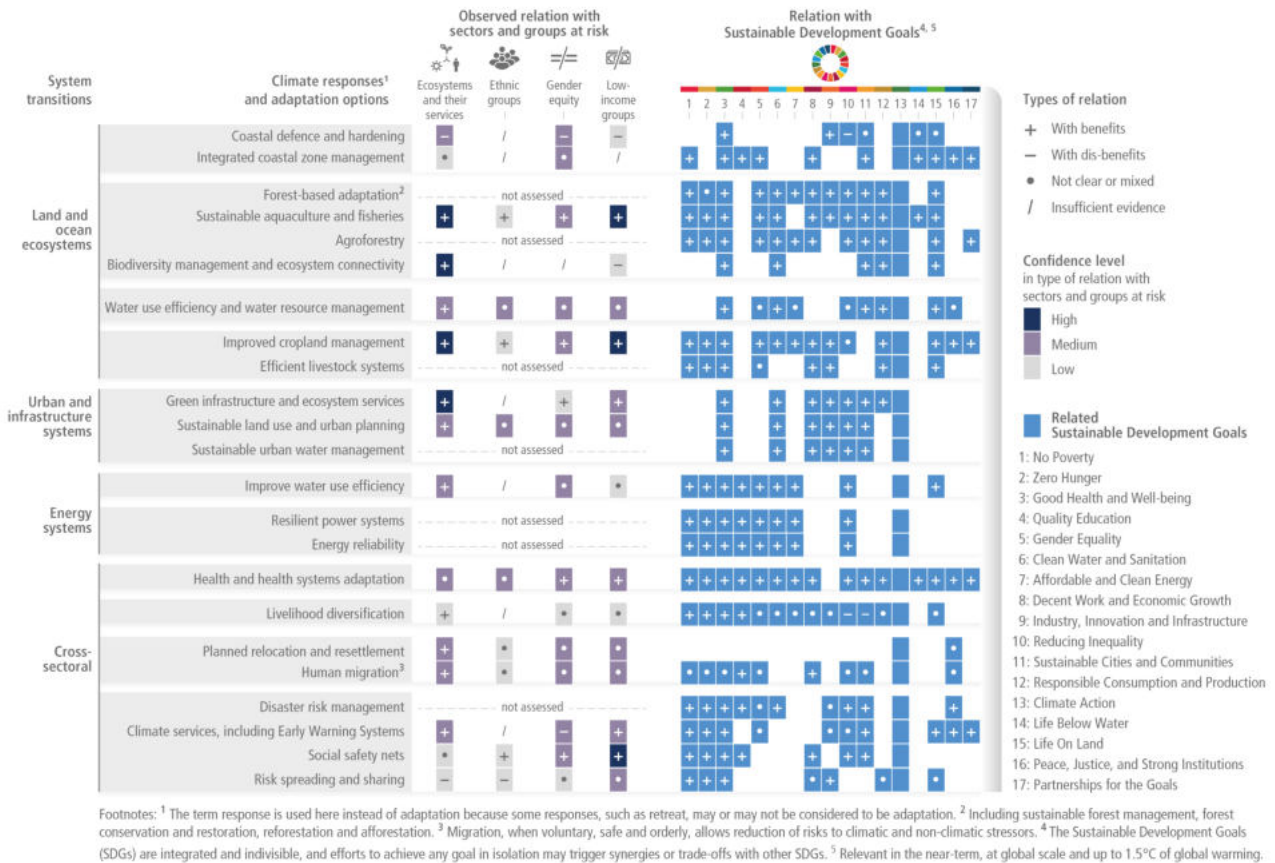 Observed relation with
sectors and groups at risk
Relation with
Sustainable Development Goals4, 5
System
transitions
Climate responses1
and adaptation options
Ecosystems
and their
services
Ethnic
groups
Gender
equity
Low-
income
groups
1 2 3 4 5 6 7 8 9 10 11 12 13 14 15 16 17
Land and
ocean
ecosystems
Coastal defence and hardening
Integrated coastal zone management
Forest-based adaptation2 not assessed
Sustainable aquaculture and fisheries
Agroforestry not assessed
Biodiversity management and ecosystem connectivity
Water use efficiency and water resource management
Improved cropland management
Efficient livestock systems not assessed
Urban and
infrastructure
systems
Green infrastructure and ecosystem services
Sustainable land use and urban planning
Sustainable urban water management not assessed
Energy
systems
Improve water use efficiency
Resilient power systems not assessed
Energy reliability not assessed
Cross-
sectoral
Health and health systems adaptation
Livelihood diversification
Planned relocation and resettlement
Human migration3
Disaster risk management not assessed
Climate services, including Early Warning Systems
Social safety nets
Risk spreading and sharing
Types of relation
+ With benefits
− With dis-benefits
• Not clear or mixed
/ Insufficient evidence
Confidence level
in type of relation with
sectors and groups at risk
High
Medium
Low
Related
Sustainable Development Goals
1: No Poverty
2: Zero Hunger
3: Good Health and Well-being
4: Quality Education
5: Gender Equality
6: Clean Water and Sanitation
7: Affordable and Clean Energy
8: Decent Work and Economic Growth
9: Industry, Innovation and Infrastructure
10: Reducing Inequality
11: Sustainable Cities and Communities
12: Responsible Consumption and Production
13: Climate Action
14: Life Below Water
15: Life On Land
16: Peace, Justice, and Strong Institutions
17: Partnerships for the Goals
Footnotes: 1 The term response is used here instead of adaptation because some responses, such as retreat, may or may not be considered to be adaptation. 2 Including sustainable forest management, forest
conservation and restoration, reforestation and afforestation. 3 Migration, when voluntary, safe and orderly, allows reduction of risks to climatic and non-climatic stressors. 4 The Sustainable Development Goals
(SDGs) are integrated and indivisible, and efforts to achieve any goal in isolation may trigger synergies or trade-offs with other SDGs. 5 Relevant in the near-term, at global scale and up to 1.5°C of global warming.